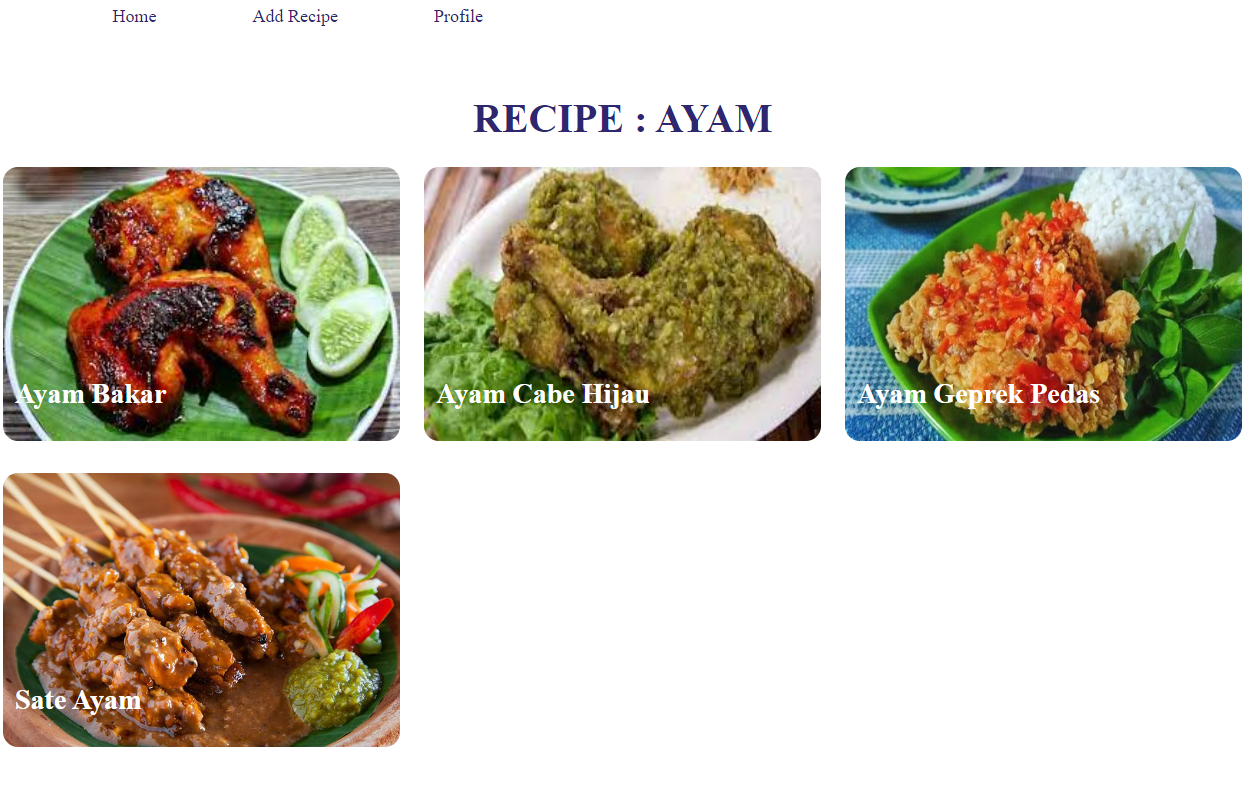 Home Add Recipe Profile
RECIPE : AYAM
Ayam Bakar
Ayam Cabe Hijau
Ayam Geprek Pedas
Sate Ayam